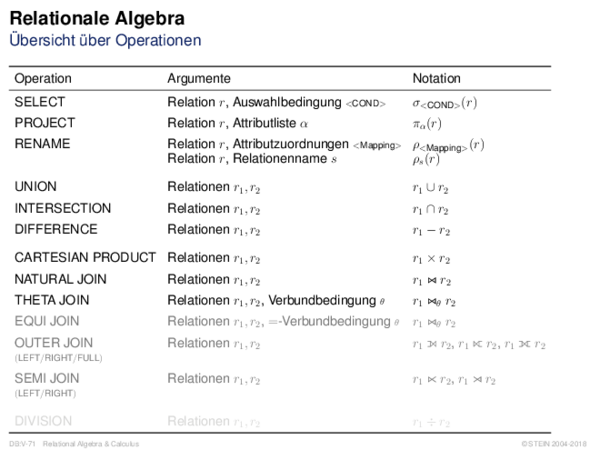 Relationale Algebra
Übersicht über Operationen
Operation Argumente Notation
SELECT Relation r, Auswahlbedingung <COND> σ<COND>(r)
PROJECT Relation r, Attributliste α πα(r)
RENAME Relation r, Attributzuordnungen <Mapping> ρ<Mapping>(r)
Relation r, Relationenname s ρs(r)
UNION Relationen r1, r2 r1 ∪ r2
INTERSECTION Relationen r1, r2 r1 ∩ r2
DIFFERENCE Relationen r1, r2 r1 − r2
CARTESIAN PRODUCT Relationen r1, r2 r1 × r2
NATURAL JOIN Relationen r1, r2 r1 ⋈ r2
THETA JOIN Relationen r1, r2, Verbundbedingung θ r1 ⋈θ r2
EQUI JOIN Relationen r1, r2, =-Verbundbedingung θ r1 ⋈θ r2
OUTER JOIN Relationen r1, r2 r1 ⟕ r2, r1 ⟖ r2, r1 ⟗ r2
(LEFT/RIGHT/FULL)
SEMI JOIN Relationen r1, r2 r1 ⋉ r2, r1 ⋊ r2
(LEFT/RIGHT)
DIVISION Relationen r1, r2 r1 ÷ r2
DB:V-71 Relational Algebra & Calculus ©STEIN 2004-2018